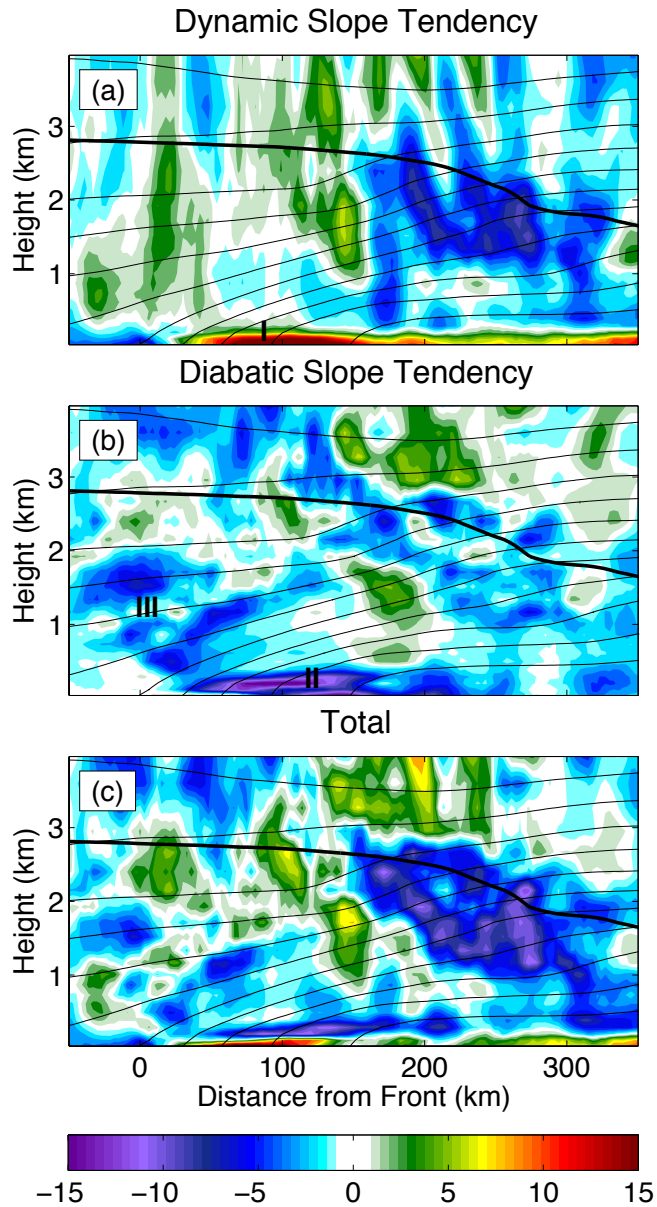 Dynamic Slope Tendency
(a)
3
2
1
Height (km)
I
Diabatic Slope Tendency
(b)
3
2
1
Height (km)
III
II
Total
(c)
3
2
1
Height (km)
0 100 200 300
Distance from Front (km)
−15 −10 −5 0 5 10 15